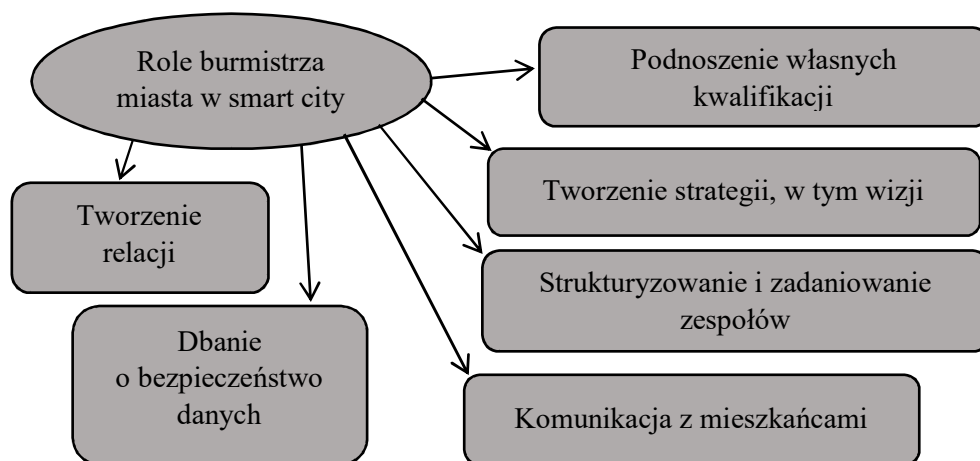 Role burmistrza
miasta w smart city
Podnoszenie własnych
kwalifikacji
Tworzenie strategii, w tym wizji
Tworzenie
relacji
Strukturyzowanie i zadaniowanie
zespołów
Dbanie
o bezpieczeństwo
danych
Komunikacja z mieszkańcami